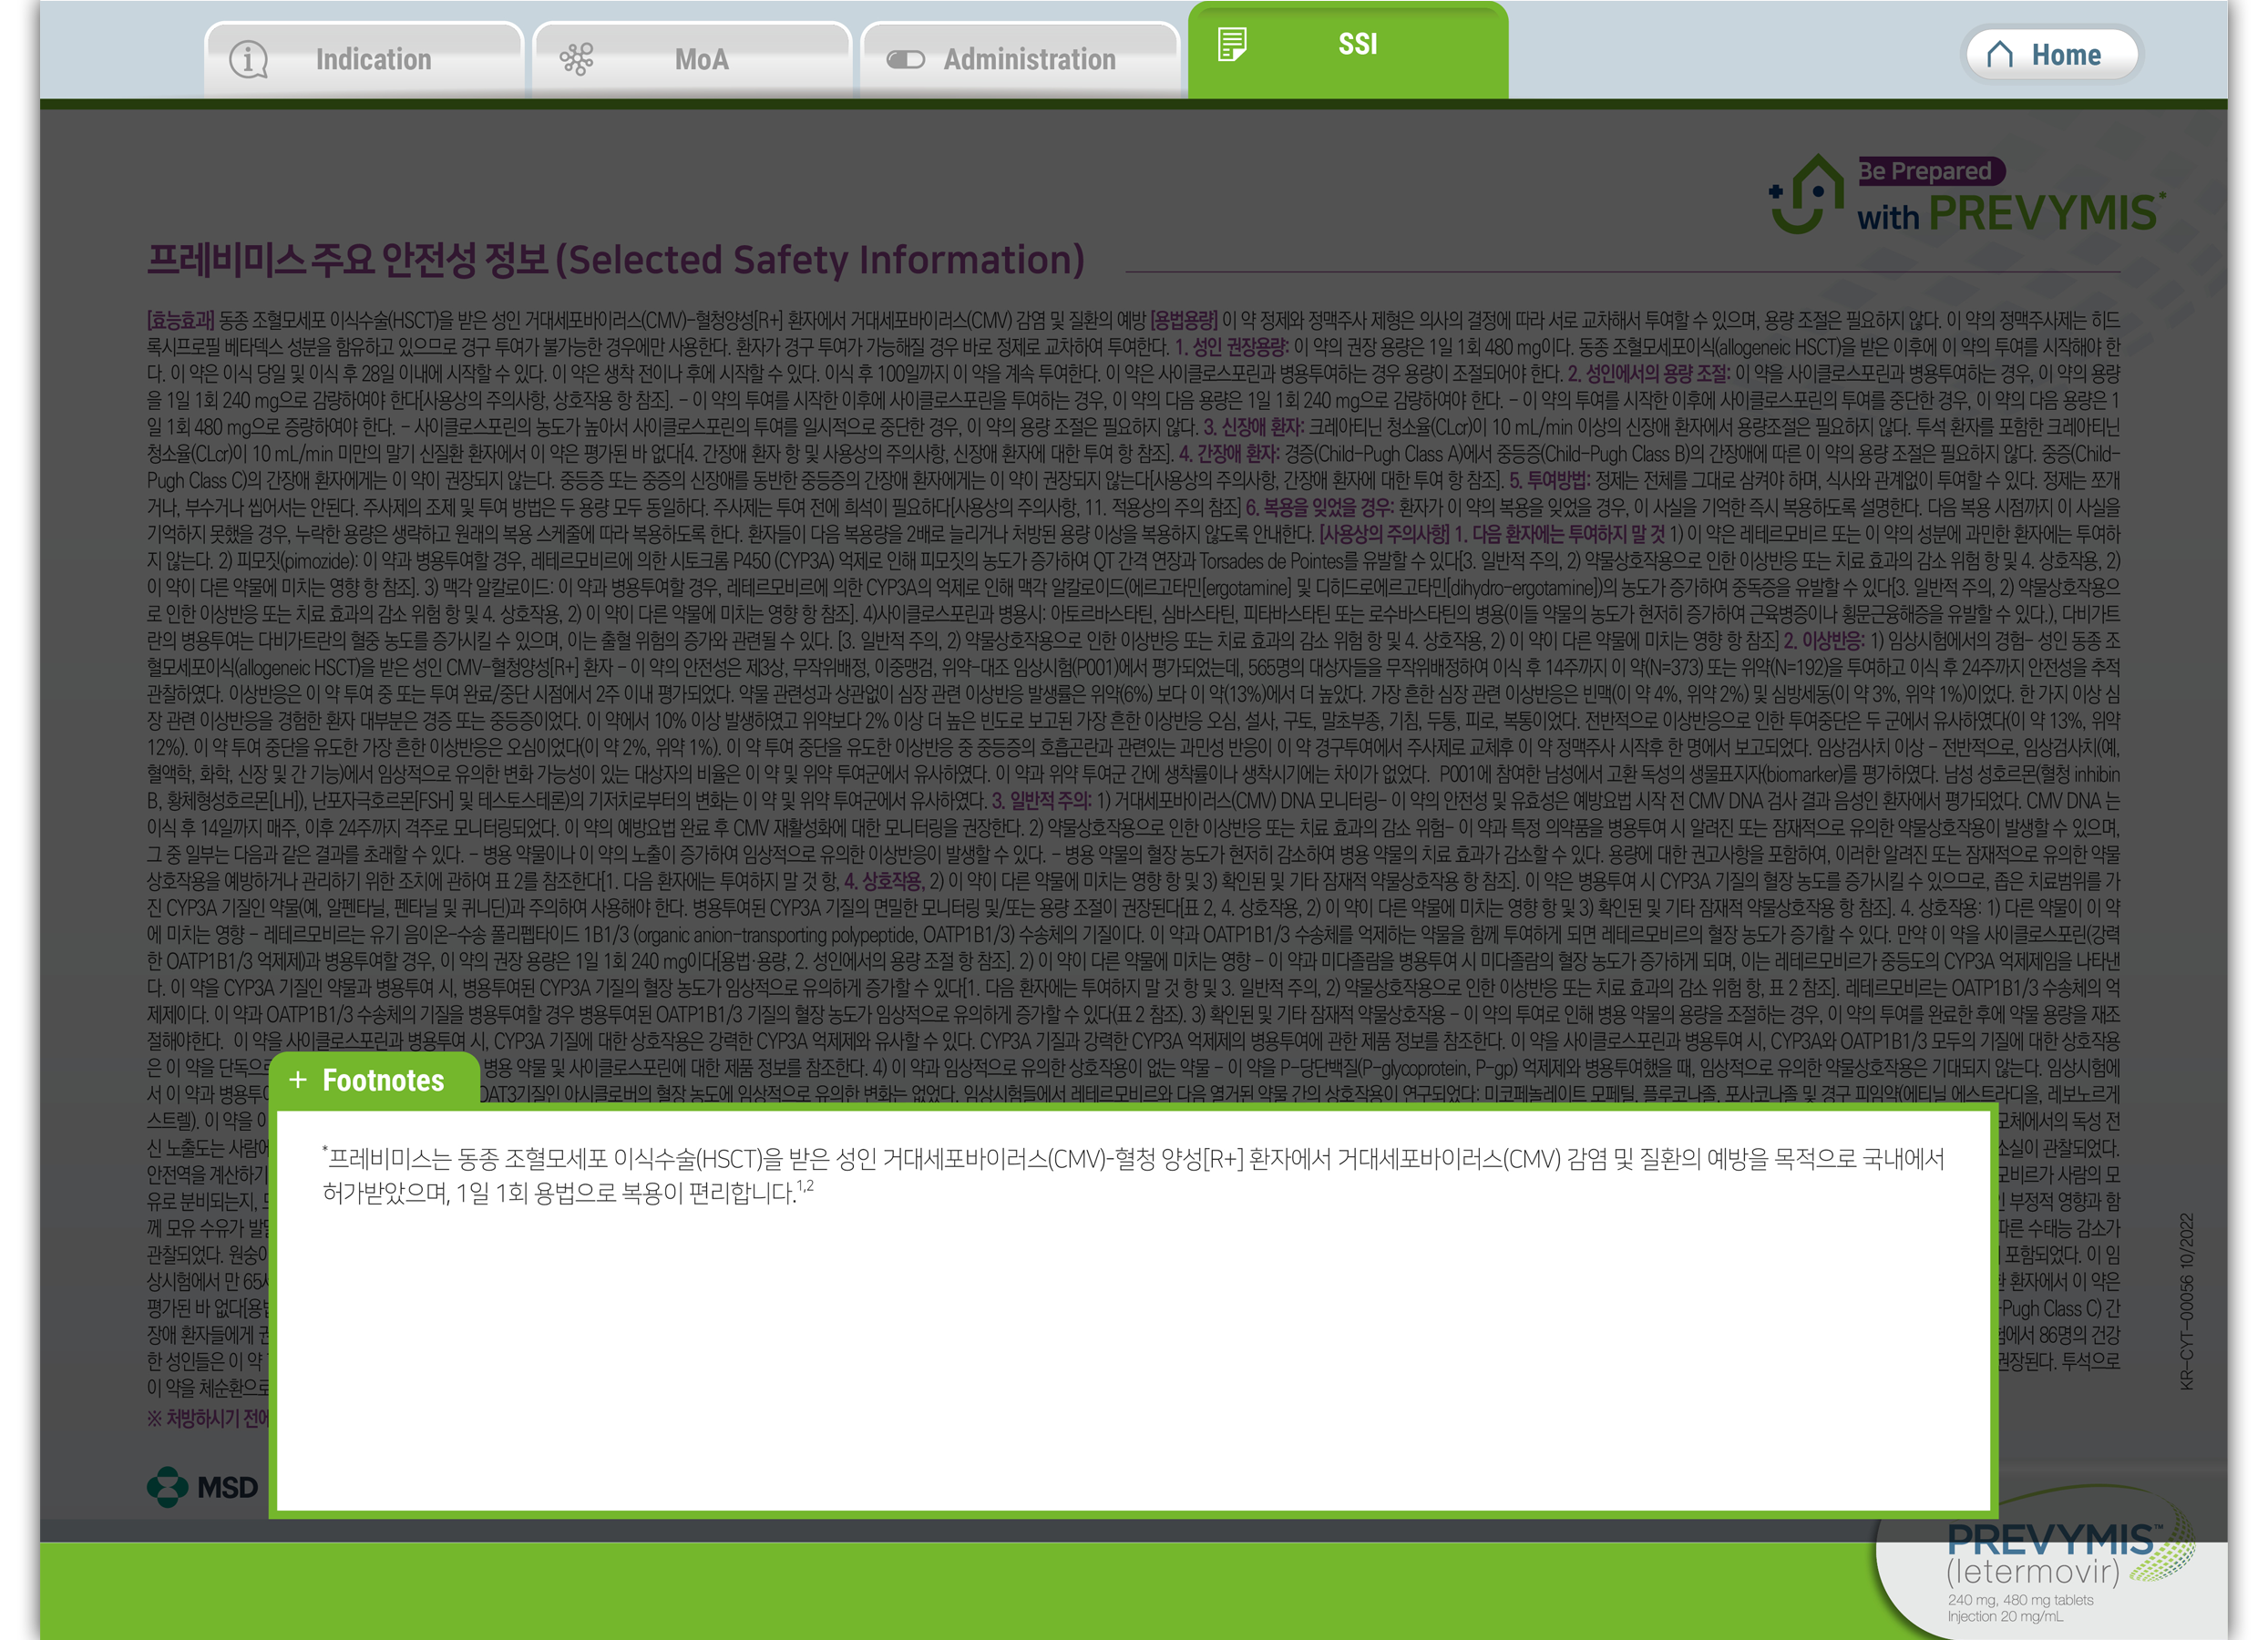 Indication
MoA
Administration
SSI
Home
Be Prepared
with PREVYMIS*
프레비미스 주요 안전성 정보 (Selected Safety Information)
[효능효과] 동종 조혈모세포 이식수술(HSCT)을 받은 성인 거대세포바이러스(CMV)-혈청양성[R+] 환자에서 거대세포바이러스(CMV) 감염 및 질환의 예방 [용법용량] 이 약 정제와 정맥주사 제형은 의사의 결정에 따라 서로 교차해서 투여할 수 있으며, 용량 조절은 필요하지 않다. 이 약의 정맥주사제는 히드
록시프로필 베타덱스 성분을 함유하고 있으므로 경구 투여가 불가능한 경우에만 사용한다. 환자가 경구 투여가 가능해질 경우 바로 정제로 교차하여 투여한다. 1. 성인 권장용량: 이 약의 권장 용량은 1일 1회 480 mg이다. 동종 조혈모세포이식(allogeneic HSCT)을 받은 이후에 이 약의 투여를 시작해야 한
다. 이 약은 이식 당일 및 이식 후 28일 이내에 시작할 수 있다. 이 약은 생착 전이나 후에 시작할 수 있다. 이식 후 100일까지 이 약을 계속 투여한다. 이 약은 사이클로스포린과 병용투여하는 경우 용량이 조절되어야 한다. 2. 성인에서의 용량 조절: 이 약을 사이클로스포린과 병용투여하는 경우, 이 약의 용량
을 1일 1회 240 mg으로 감량하여야 한다[사용상의 주의사항, 상호작용 항 참조]. - 이 약의 투여를 시작한 이후에 사이클로스포린을 투여하는 경우, 이 약의 다음 용량은 1일 1회 240 mg으로 감량하여야 한다. - 이 약의 투여를 시작한 이후에 사이클로스포린의 투여를 중단한 경우, 이 약의 다음 용량은 1
일 1회 480 mg으로 증량하여야 한다. - 사이클로스포린의 농도가 높아서 사이클로스포린의 투여를 일시적으로 중단한 경우, 이 약의 용량 조절은 필요하지 않다. 3. 신장애 환자: 크레아티닌 청소율(CLcr)이 10 mL/min 이상의 신장애 환자에서 용량조절은 필요하지 않다. 투석 환자를 포함한 크레아티닌
청소율(CLcr)이 10 mL/min 미만의 말기 신질환 환자에서 이 약은 평가된 바 없다[4. 간장애 환자 항 및 사용상의 주의사항, 신장애 환자에 대한 투여 항 참조]. 4. 간장애 환자: 경증(Child-Pugh Class A)에서 중등증(Child-Pugh Class B)의 간장애에 따른 이 약의 용량 조절은 필요하지 않다. 중증(Child-
Pugh Class C)의 간장애 환자에게는 이 약이 권장되지 않는다. 중등증 또는 중증의 신장애를 동반한 중등증의 간장애 환자에게는 이 약이 권장되지 않는다[사용상의 주의사항, 간장애 환자에 대한 투여 항 참조]. 5. 투여방법: 정제는 전체를 그대로 삼켜야 하며, 식사와 관계없이 투여할 수 있다. 정제는 쪼개
거나, 부수거나 씹어서는 안된다. 주사제의 조제 및 투여 방법은 두 용량 모두 동일하다. 주사제는 투여 전에 희석이 필요하다[사용상의 주의사항, 11. 적용상의 주의 참조] 6. 복용을 잊었을 경우: 환자가 이 약의 복용을 잊었을 경우, 이 사실을 기억한 즉시 복용하도록 설명한다. 다음 복용 시점까지 이 사실을
기억하지 못했을 경우, 누락한 용량은 생략하고 원래의 복용 스케줄에 따라 복용하도록 한다. 환자들이 다음 복용량을 2배로 늘리거나 처방된 용량 이상을 복용하지 않도록 안내한다. [사용상의 주의사항] 1. 다음 환자에는 투여하지 말 것 1) 이 약은 레테르모비르 또는 이 약의 성분에 과민한 환자에는 투여하
지 않는다. 2) 피모짓(pimozide): 이 약과 병용투여할 경우, 레테르모비르에 의한 시토크롬 P450 (CYP3A) 억제로 인해 피모짓의 농도가 증가하여 QT 간격 연장과 Torsades de Pointes를 유발할 수 있다[3. 일반적 주의, 2) 약물상호작용으로 인한 이상반응 또는 치료 효과의 감소 위험 항 및 4. 상호작용, 2)
이 약이 다른 약물에 미치는 영향 항 참조]. 3) 맥각 알칼로이드: 이 약과 병용투여할 경우, 레테르모비르에 의한 CYP3A의 억제로 인해 맥각 알칼로이드(에르고타민[ergotamine] 및 디히드로에르고타민[dihydro-ergotamine])의 농도가 증가하여 중독증을 유발할 수 있다[3. 일반적 주의, 2) 약물상호작용으
로 인한 이상반응 또는 치료 효과의 감소 위험 항 및 4. 상호작용, 2) 이 약이 다른 약물에 미치는 영향 항 참조]. 4)사이클로스포린과 병용시: 아토르바스타틴, 심바스타틴, 피타바스타틴 또는 로수바스타틴의 병용(이들 약물의 농도가 현저히 증가하여 근육병증이나 횡문근융해증을 유발할 수 있다.), 다비가트
란의 병용투여는 다비가트란의 혈중 농도를 증가시킬 수 있으며, 이는 출혈 위험의 증가와 관련될 수 있다. [3. 일반적 주의, 2) 약물상호작용으로 인한 이상반응 또는 치료 효과의 감소 위험 항 및 4. 상호작용, 2) 이 약이 다른 약물에 미치는 영향 항 참조] 2. 이상반응: 1) 임상시험에서의 경험- 성인 동종 조
혈모세포이식(allogeneic HSCT)을 받은 성인 CMV-혈청양성[R+] 환자 - 이 약의 안전성은 제3상, 무작위배정, 이중맹검, 위약-대조 임상시험(P001)에서 평가되었는데, 565명의 대상자들을 무작위배정하여 이식 후 14주까지 이 약(N=373) 또는 위약(N=192)을 투여하고 이식 후 24주까지 안전성을 추적
관찰하였다. 이상반응은 이 약 투여 중 또는 투여 완료/중단 시점에서 2주 이내 평가되었다. 약물 관련성과 상관없이 심장 관련 이상반응 발생률은 위약(6%) 보다 이 약(13%)에서 더 높았다. 가장 흔한 심장 관련 이상반응은 빈맥(이 약 4%, 위약 2%) 및 심방세동(이 약 3%, 위약 1%)이었다. 한 가지 이상 심
장 관련 이상반응을 경험한 환자 대부분은 경증 또는 중등증이었다. 이 약에서 10% 이상 발생하였고 위약보다 2% 이상 더 높은 빈도로 보고된 가장 흔한 이상반응 오심, 설사, 구토, 말초부종, 기침, 두통, 피로, 복통이었다. 전반적으로 이상반응으로 인한 투여중단은 두 군에서 유사하였다(이 약 13%, 위약
12%). 이 약 투여 중단을 유도한 가장 흔한 이상반응은 오심이었다(이 약 2%, 위약 1%). 이 약 투여 중단을 유도한 이상반응 중 중등증의 호흡곤란과 관련있는 과민성 반응이 이 약 경구투여에서 주사제로 교체후 이 약 정맥주사 시작후 한 명에서 보고되었다. 임상검사치 이상 - 전반적으로, 임상검사치(예,
혈액학, 화학, 신장 및 간 기능)에서 임상적으로 유의한 변화 가능성이 있는 대상자의 비율은 이 약 및 위약 투여군에서 유사하였다. 이 약과 위약 투여군 간에 생착률이나 생착시기에는 차이가 없었다. P001에 참여한 남성에서 고환 독성의 생물표지자(biomarker)를 평가하였다. 남성 성호르몬(혈청 inhibin
B, 황체형성호르몬[LH]), 난포자극호르몬[FSH] 및 테스토스테론)의 기저치로부터의 변화는 이 약 및 위약 투여군에서 유사하였다. 3. 일반적 주의: 1) 거대세포바이러스(CMV) DNA 모니터링- 이 약의 안전성 및 유효성은 예방요법 시작 전 CMV DNA 검사 결과 음성인 환자에서 평가되었다. CMV DNA 는
이식 후 14일까지 매주, 이후 24주까지 격주로 모니터링되었다. 이 약의 예방요법 완료 후 CMV 재활성화에 대한 모니터링을 권장한다. 2) 약물상호작용으로 인한 이상반응 또는 치료 효과의 감소 위험- 이 약과 특정 의약품을 병용투여 시 알려진 또는 잠재적으로 유의한 약물상호작용이 발생할 수 있으며,
그 중 일부는 다음과 같은 결과를 초래할 수 있다. - 병용 약물이나 이 약의 노출이 증가하여 임상적으로 유의한 이상반응이 발생할 수 있다. - 병용 약물의 혈장 농도가 현저히 감소하여 병용 약물의 치료 효과가 감소할 수 있다. 용량에 대한 권고사항을 포함하여, 이러한 알려진 또는 잠재적으로 유의한 약물
상호작용을 예방하거나 관리하기 위한 조치에 관하여 표 2를 참조한다[1. 다음 환자에는 투여하지 말 것 항, 4. 상호작용, 2) 이 약이 다른 약물에 미치는 영향 항 및 3) 확인된 및 기타 잠재적 약물상호작용 항 참조]. 이 약은 병용투여 시 CYP3A 기질의 혈장 농도를 증가시킬 수 있으므로, 좁은 치료범위를 가
진 CYP3A 기질인 약물(예, 알펜타닐, 펜타닐 및 퀴니딘)과 주의하여 사용해야 한다. 병용투여된 CYP3A 기질의 면밀한 모니터링 및/또는 용량 조절이 권장된다[표 2, 4. 상호작용, 2) 이 약이 다른 약물에 미치는 영향 항 및 3) 확인된 및 기타 잠재적 약물상호작용 항 참조]. 4. 상호작용: 1) 다른 약물이 이 약
에 미치는 영향 - 레테르모비르는 유기 음이온-수송 폴리펩타이드 1B1/3 (organic anion-transporting polypeptide, OATP1B1/3) 수송체의 기질이다. 이 약과 OATP1B1/3 수송체를 억제하는 약물을 함께 투여하게 되면 레테르모비르의 혈장 농도가 증가할 수 있다. 만약 이 약을 사이클로스포린(강력
한 OATP1B1/3 억제제)과 병용투여할 경우, 이 약의 권장 용량은 1일 1회 240 mg이다[용법·용량, 2. 성인에서의 용량 조절 항 참조]. 2) 이 약이 다른 약물에 미치는 영향 - 이 약과 미다졸람을 병용투여 시 미다졸람의 혈장 농도가 증가하게 되며, 이는 레테르모비르가 중등도의 CYP3A 억제제임을 나타낸
다. 이 약을 CYP3A 기질인 약물과 병용투여 시, 병용투여된 CYP3A 기질의 혈장 농도가 임상적으로 유의하게 증가할 수 있다[1. 다음 환자에는 투여하지 말 것 항 및 3. 일반적 주의, 2) 약물상호작용으로 인한 이상반응 또는 치료 효과의 감소 위험 항, 표 2 참조]. 레테르모비르는 OATP1B1/3 수송체의 억
제제이다. 이 약과 OATP1B1/3 수송체의 기질을 병용투여할 경우 병용투여된 OATP1B1/3 기질의 혈장 농도가 임상적으로 유의하게 증가할 수 있다(표 2 참조). 3) 확인된 및 기타 잠재적 약물상호작용 - 이 약의 투여로 인해 병용 약물의 용량을 조절하는 경우, 이 약의 투여를 완료한 후에 약물 용량을 재조
절해야한다. 이 약을 사이클로스포린과 병용투여 시, CYP3A 기질에 대한 상호작용은 강력한 CYP3A 억제제와 유사할 수 있다. CYP3A 기질과 강력한 CYP3A 억제제의 병용투여에 관한 제품 정보를 참조한다. 이 약을 사이클로스포린과 병용투여 시, CYP3A와 OATP1B1/3 모두의 기질에 대한 상호작용
은 이 약을 단독으로 병용 약물 및 사이클로스포린에 대한 제품 정보를 참조한다. 4) 이 약과 임상적으로 유의한 상호작용이 없는 약물 - 이 약을 P-당단백질(P-glycoprotein, P-gp) 억제제와 병용투여했을 때, 임상적으로 유의한 약물상호작용은 기대되지 않는다. 임상시험에
서 이 약과 병용투여 OAT3기질인 아시클로버의 혈장 농도에 임상적으로 유의한 변화는 없었다. 임상시험들에서 레테르모비르와 다음 열거된 약물 간의 상호작용이 연구되었다: 미코페놀레이트 모페틸, 플루코나졸, 포사코나졸 및 경구 피임약(에티닐 에스트라디올, 레보노르게
스트렐). 이 약을 이 모체에서의 독성 전
신 노출도는 사람에 소실이 관찰되었다.
안전역을 계산하기 모비르가 사람의 모
유로 분비되는지, 부정적 영향과 함
께 모유 수유가 발달 따른 수태능 감소가
관찰되었다. 원숭이 포함되었다. 이 임
상시험에서 만 65세 환자에서 이 약은
평가된 바 없다[용법 -Pugh Class C) 간
장애 환자들에게 권 험에서 86명의 건강
한 성인들은 이 약 권장된다. 투석으로
이 약을 체순환으로
※ 처방하시기 전에
+ Footnotes
*프레비미스는 동종 조혈모세포 이식수술(HSCT)을 받은 성인 거대세포바이러스(CMV)-혈청 양성[R+] 환자에서 거대세포바이러스(CMV) 감염 및 질환의 예방을 목적으로 국내에서
허가받았으며, 1일 1회 용법으로 복용이 편리합니다.1,2
KR-CYT-00056 10/2022
MSD
PREVYMIS™
(letermovir)
240 mg, 480 mg tablets
Injection 20 mg/mL